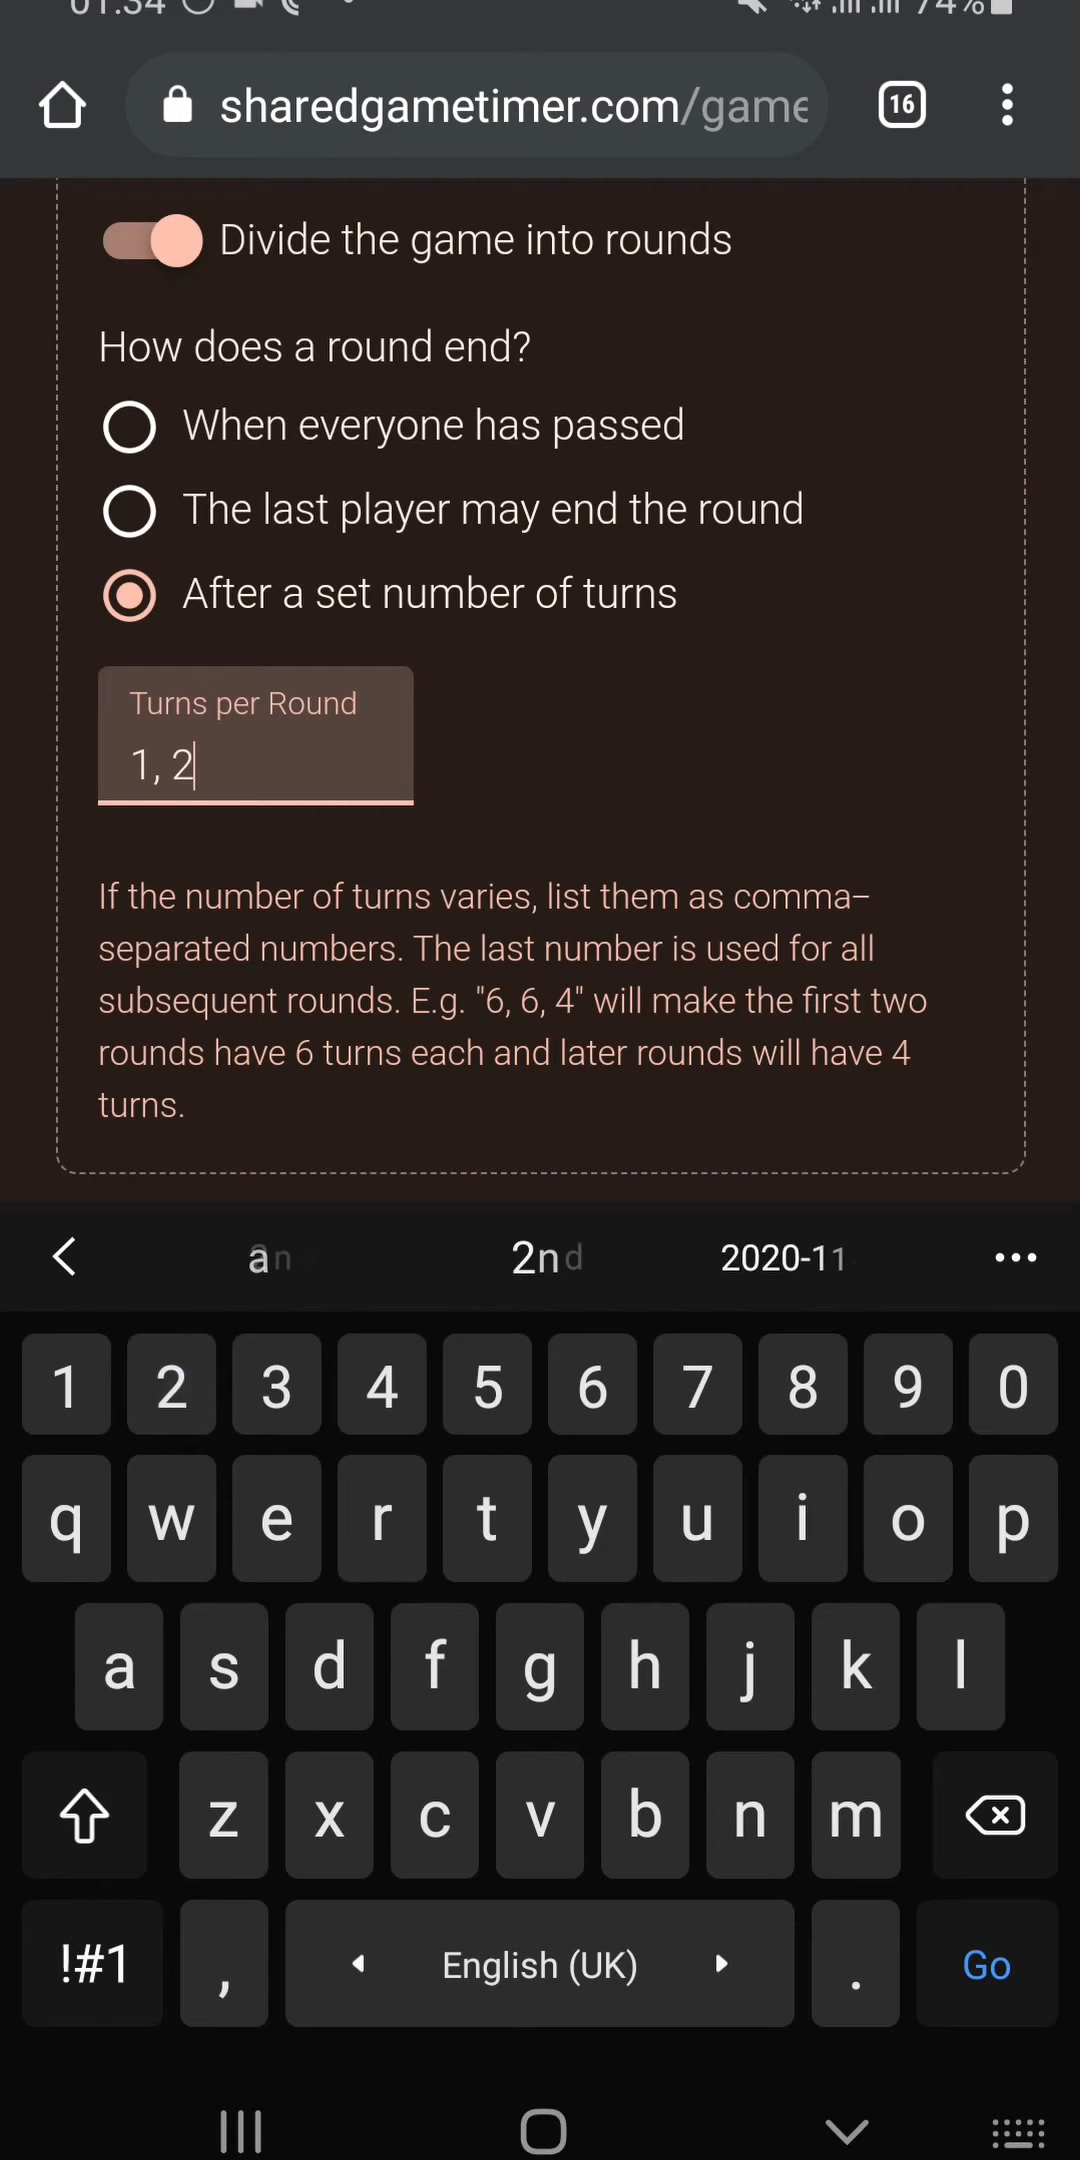 01:34
74%
sharedgametimer.com/game
16
Divide the game into rounds
How does a round end?
When everyone has passed
The last player may end the round
After a set number of turns
Turns per Round
1, 2
If the number of turns varies, list them as comma-
separated numbers. The last number is used for all
subsequent rounds. E.g. "6, 6, 4" will make the first two
rounds have 6 turns each and later rounds will have 4
turns.
2nd 2020-11
1 2 3 4 5 6 7 8 9 0
q w e r t y u i o p
a s d f g h j k l
z x c v b n m
!#1 , English (UK) . Go